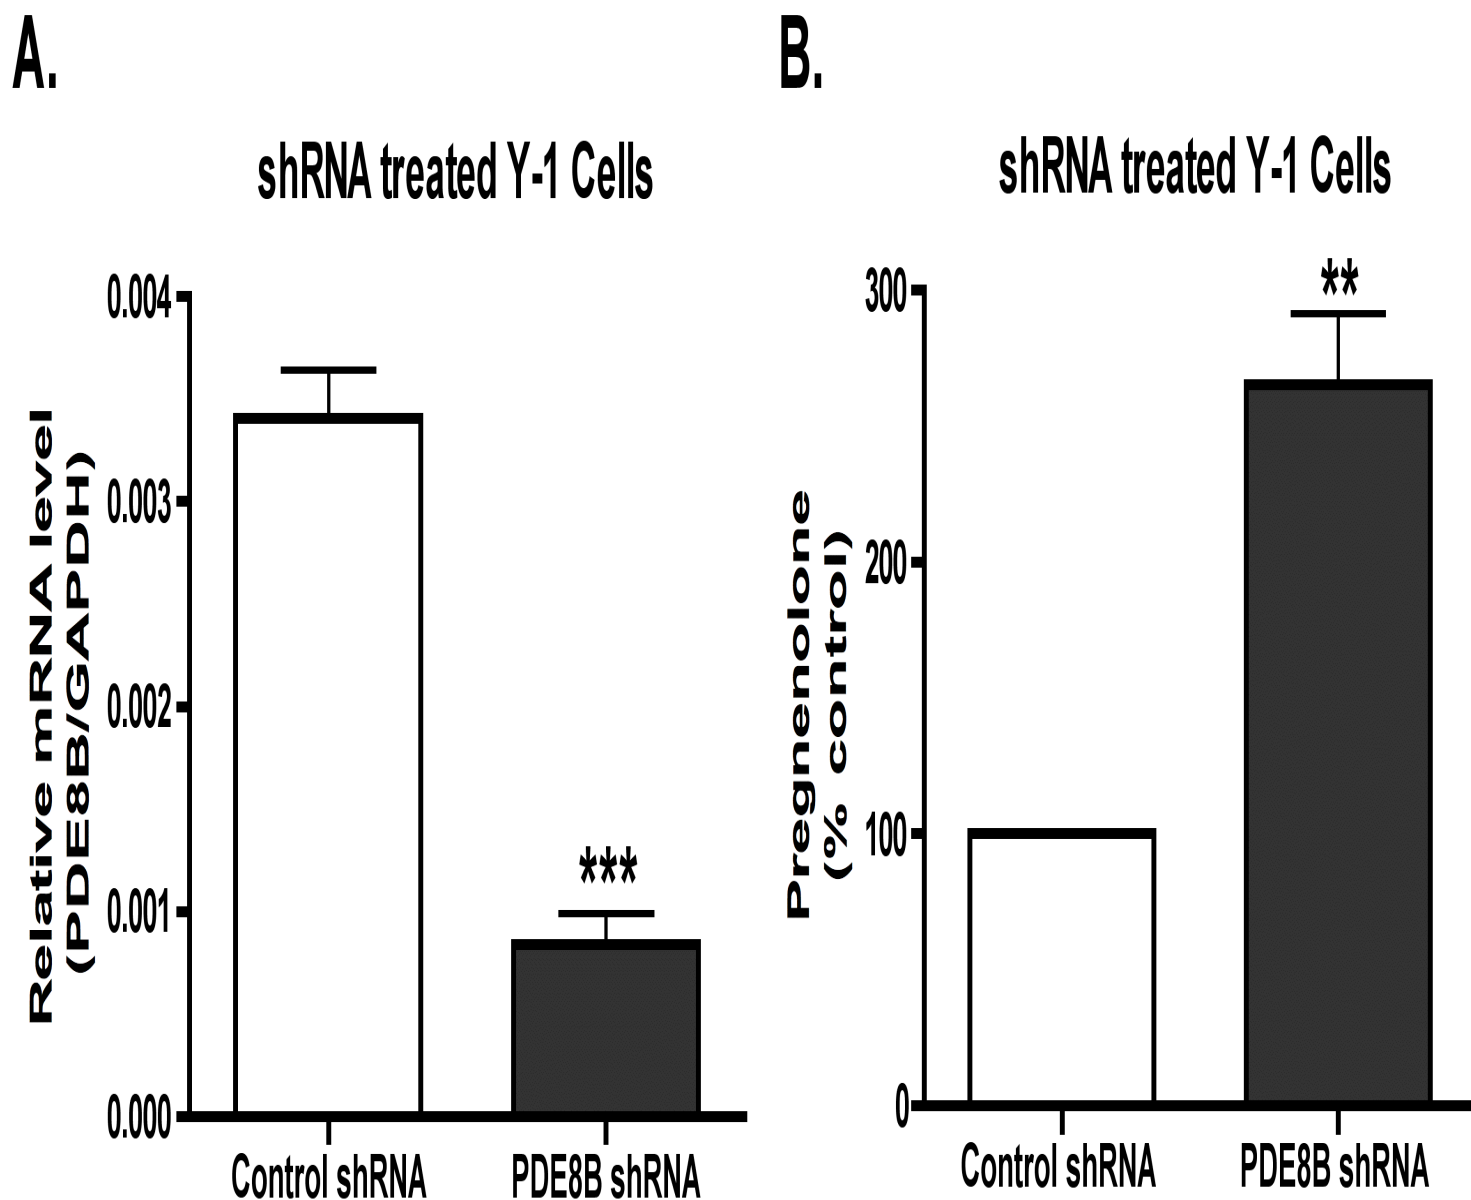 A.
shRNA treated Y-1 Cells
Relative mRNA level
(PDE8B/GAPDH)
0.004
0.003
0.002
0.001
0.000
***
Control shRNA
PDE8B shRNA
B.
shRNA treated Y-1 Cells
Pregnenolone
(% control)
300
200
100
0
**
Control shRNA
PDE8B shRNA